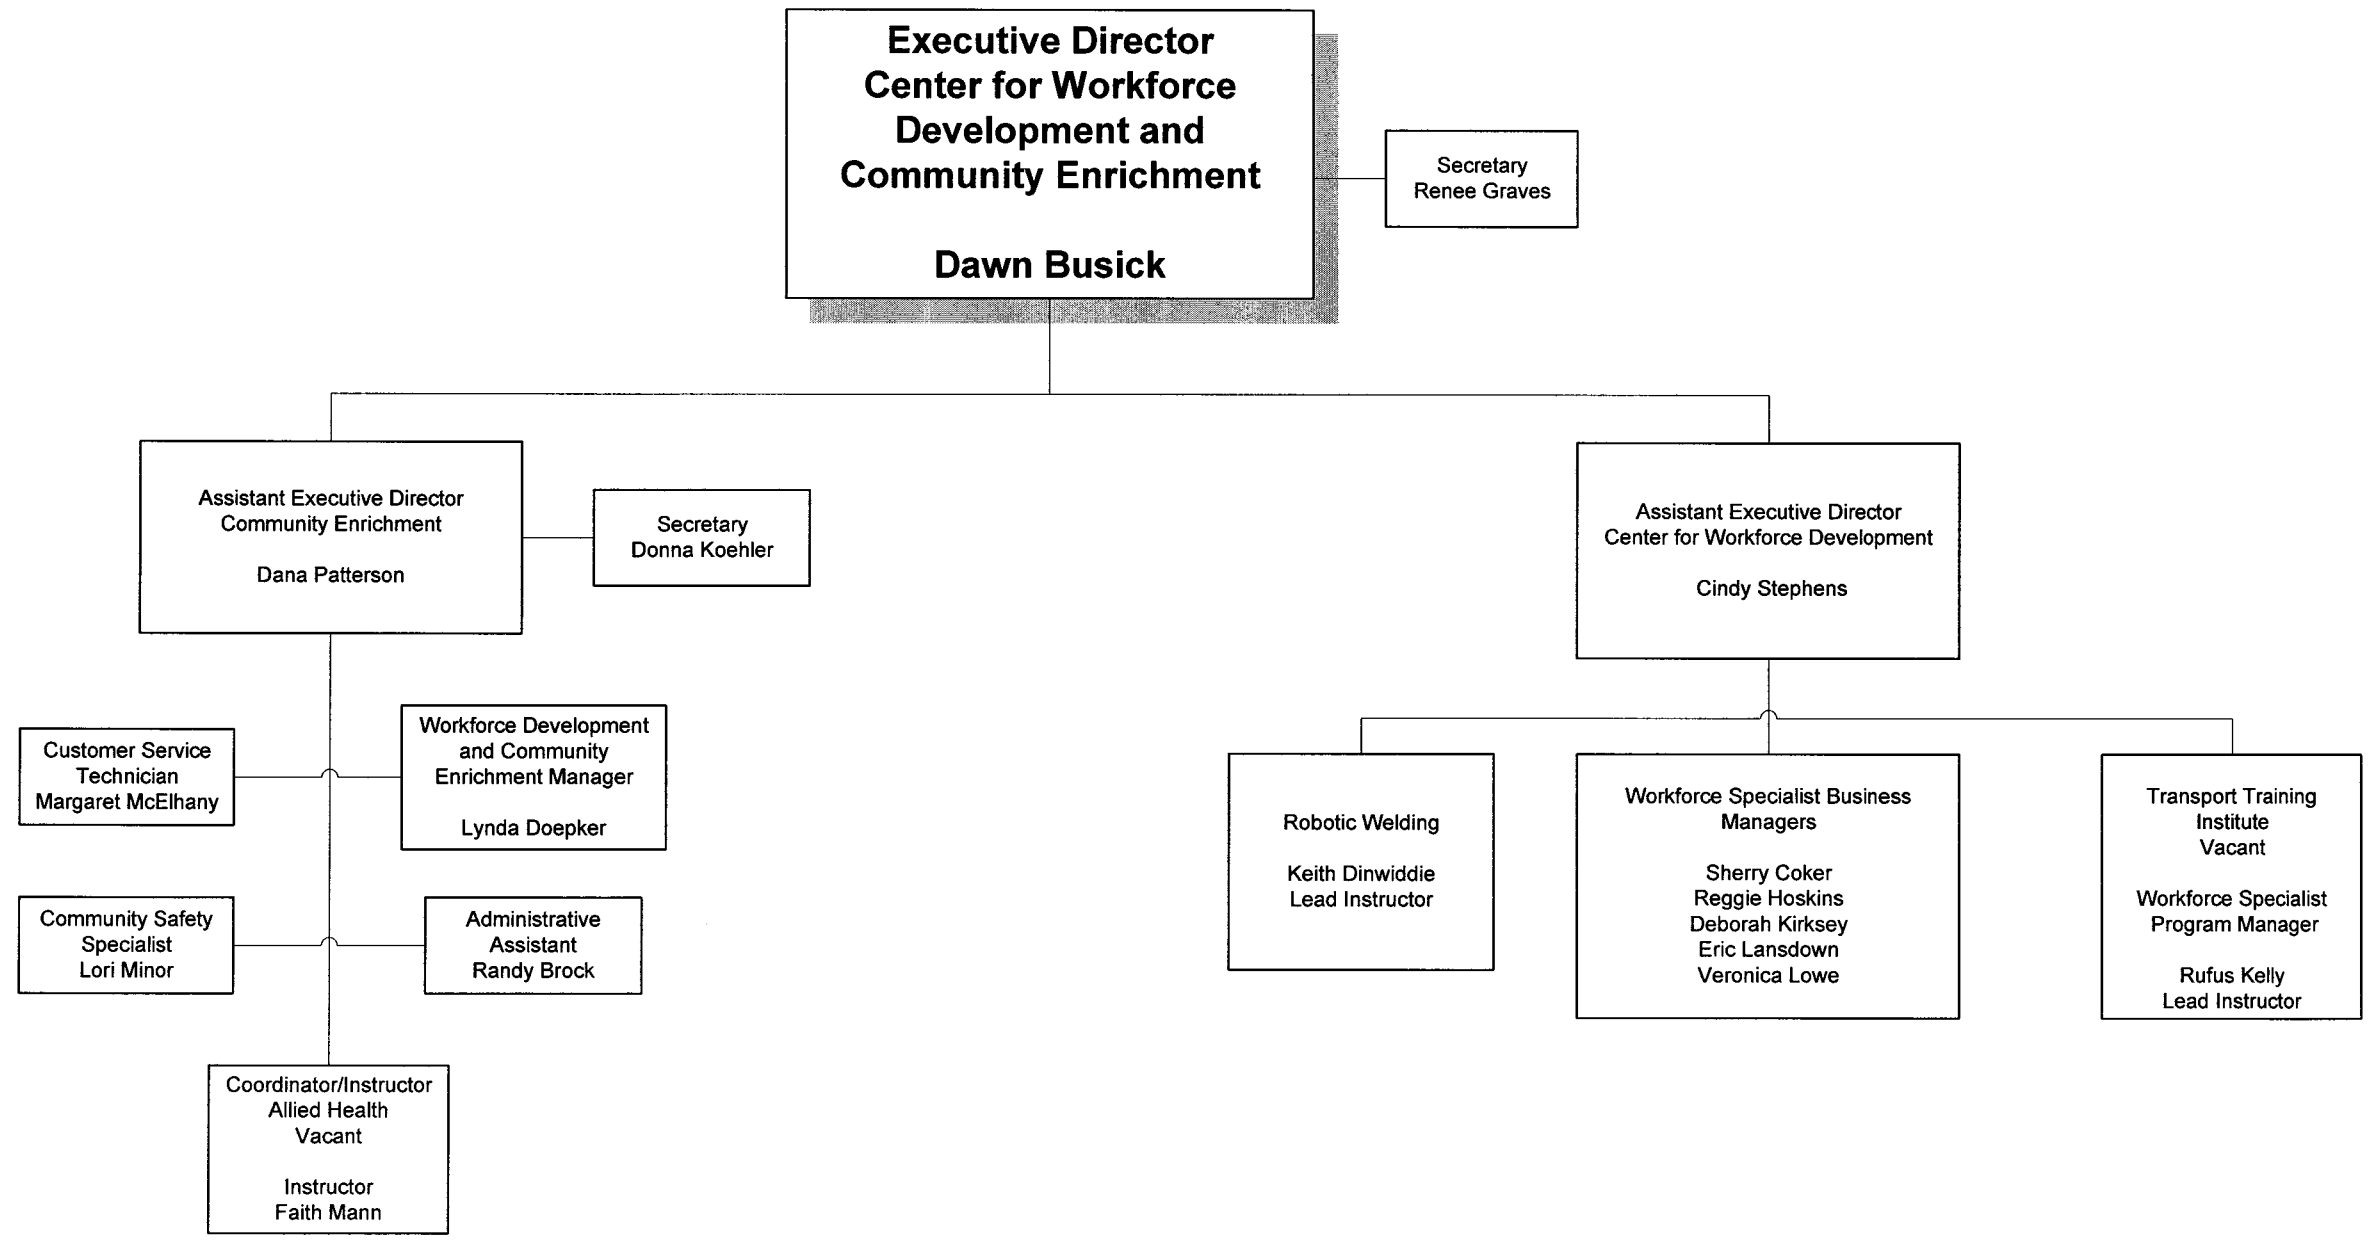 Executive Director
Center for Workforce
Development and
Community Enrichment
Dawn Busick
Secretary
Renee Graves
Assistant Executive Director
Community Enrichment
Dana Patterson
Secretary
Donna Koehler
Assistant Executive Director
Center for Workforce Development
Cindy Stephens
Customer Service
Technician
Margaret McElhany
Workforce Development
and Community
Enrichment Manager
Lynda Doepker
Community Safety
Specialist
Lori Minor
Administrative
Assistant
Randy Brock
Coordinator/Instructor
Allied Health
Vacant
Instructor
Faith Mann
Robotic Welding
Keith Dinwiddie
Lead Instructor
Workforce Specialist Business
Managers
Sherry Coker
Reggie Hoskins
Deborah Kirksey
Eric Lansdown
Veronica Lowe
Transport Training
Institute
Vacant
Workforce Specialist
Program Manager
Rufus Kelly
Lead Instructor